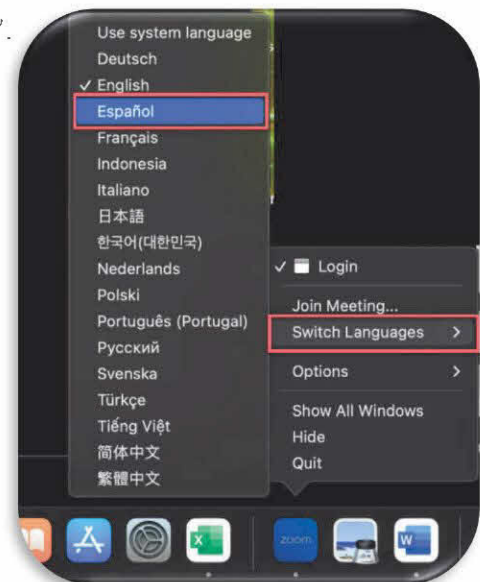 Use system language
Deutsch
✓ English
Español
Français
Indonesia
Italiano
日本語
한국어(대한민국)
Nederlands
Polski
Português (Portugal)
Русский
Svenska
Türkçe
Tiếng Việt
简体中文
繁體中文
✓ Login
Join Meeting...
Switch Languages >
Options >
Show All Windows
Hide
Quit
zoom